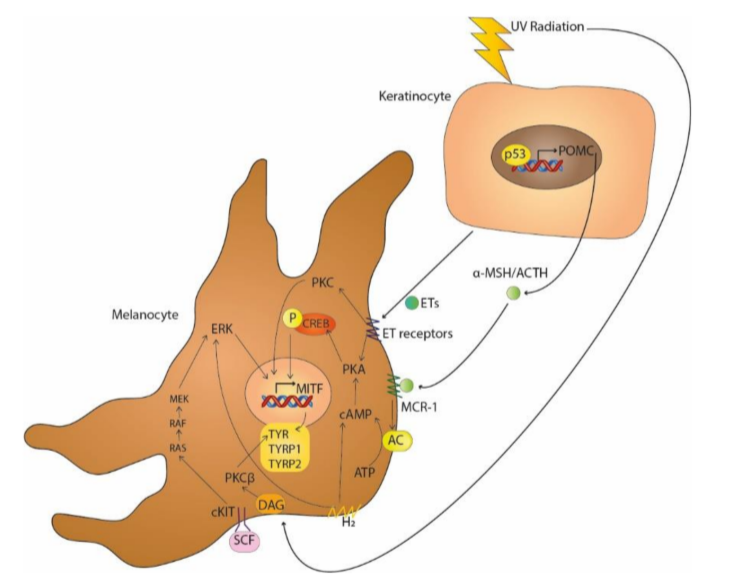 UV Radiation
Keratinocyte
p53
POMC
α-MSH/ACTH
ETs
ET receptors
PKC
Melanocyte
P
CREB
ERK
PKA
MITF
MCR-1
MEK
cAMP
RAF
TYR
AC
RAS
TYRP1
TYRP2
ATP
PKCβ
DAG
cKIT
H₂
SCF